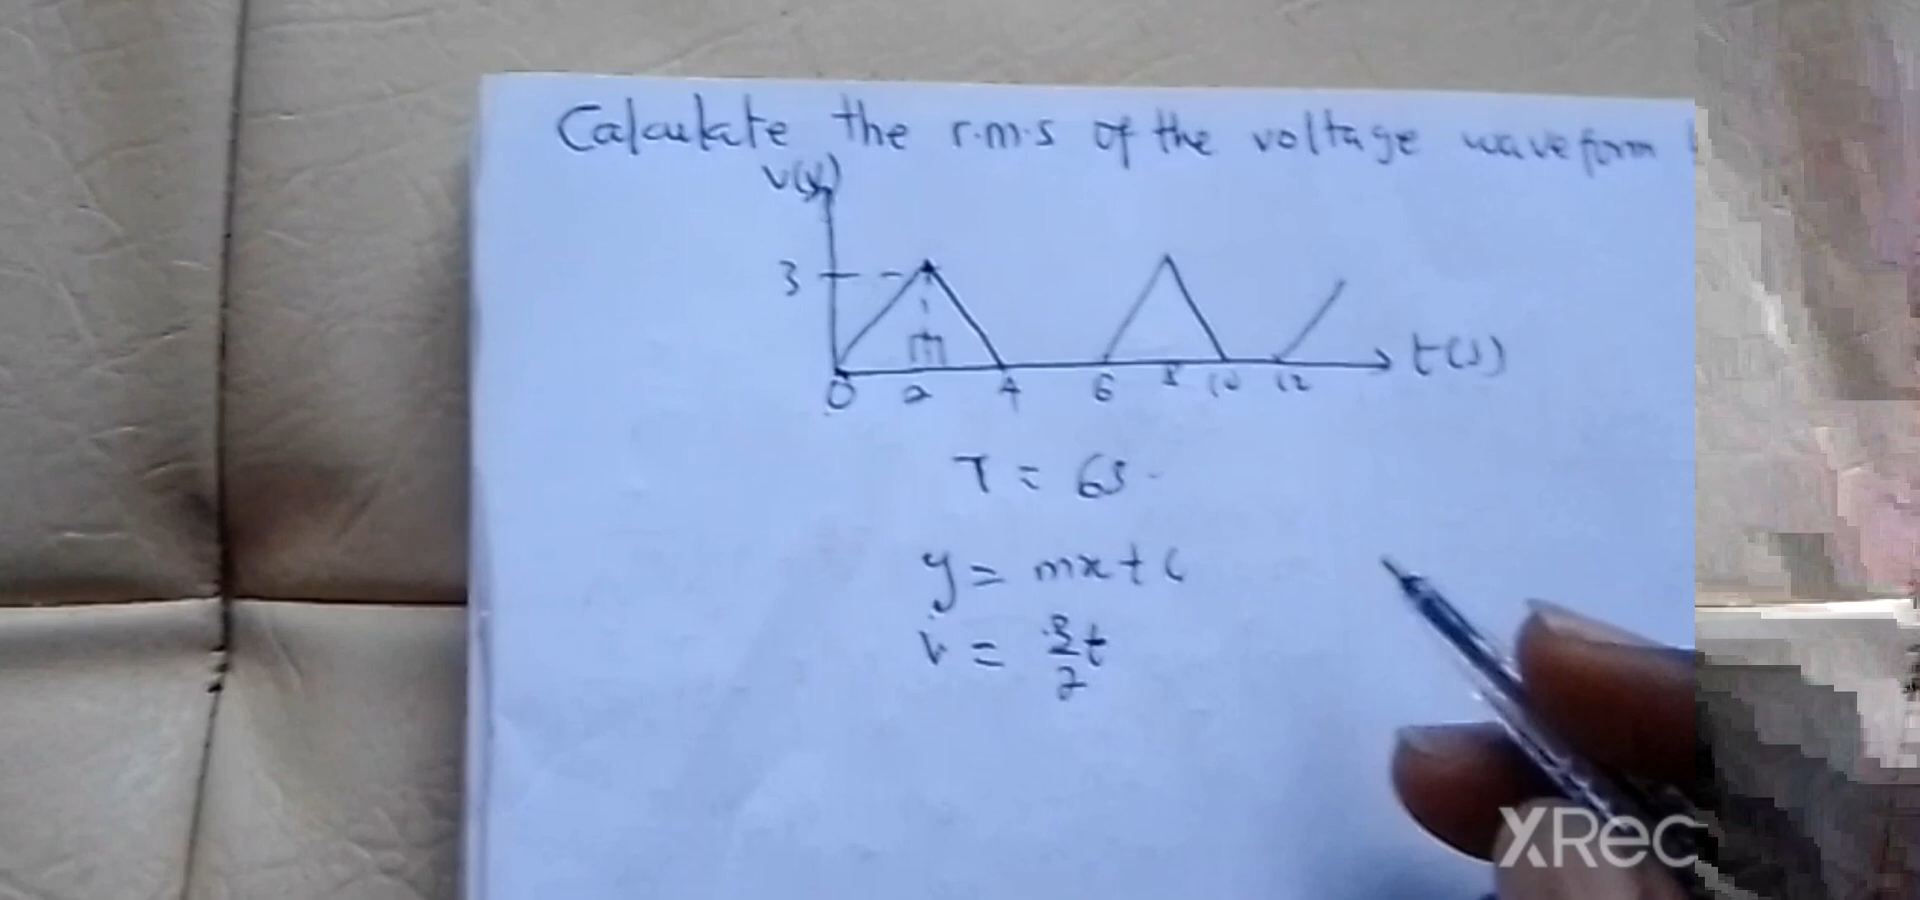 Calculate the r.m.s of the voltage waveform
v(v)
3
0 2 4 6 8 10 12 t(s)
T = 6s
y = mx + c
v = 3/2 t
XRec